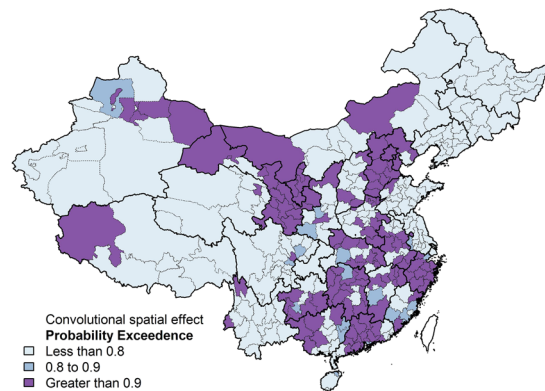 Convolutional spatial effect
Probability Exceedence
Less than 0.8
0.8 to 0.9
Greater than 0.9